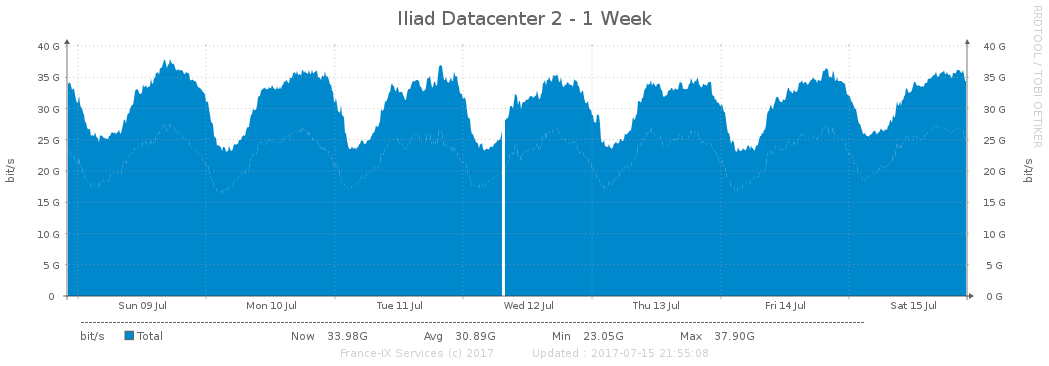 Iliad Datacenter 2 - 1 Week
RRDTOOL / TOBI OETIKER
bit/s
40 G
35 G
30 G
25 G
20 G
15 G
10 G
5 G
0
40 G
35 G
30 G
25 G
20 G
15 G
10 G
5 G
0 G
bit/s
Sun 09 Jul Mon 10 Jul Tue 11 Jul Wed 12 Jul Thu 13 Jul Fri 14 Jul Sat 15 Jul
bit/s Total Now 33.98G Avg 30.89G Min 23.05G Max 37.90G
France-IX Services (c) 2017 Updated : 2017-07-15 21:55:08